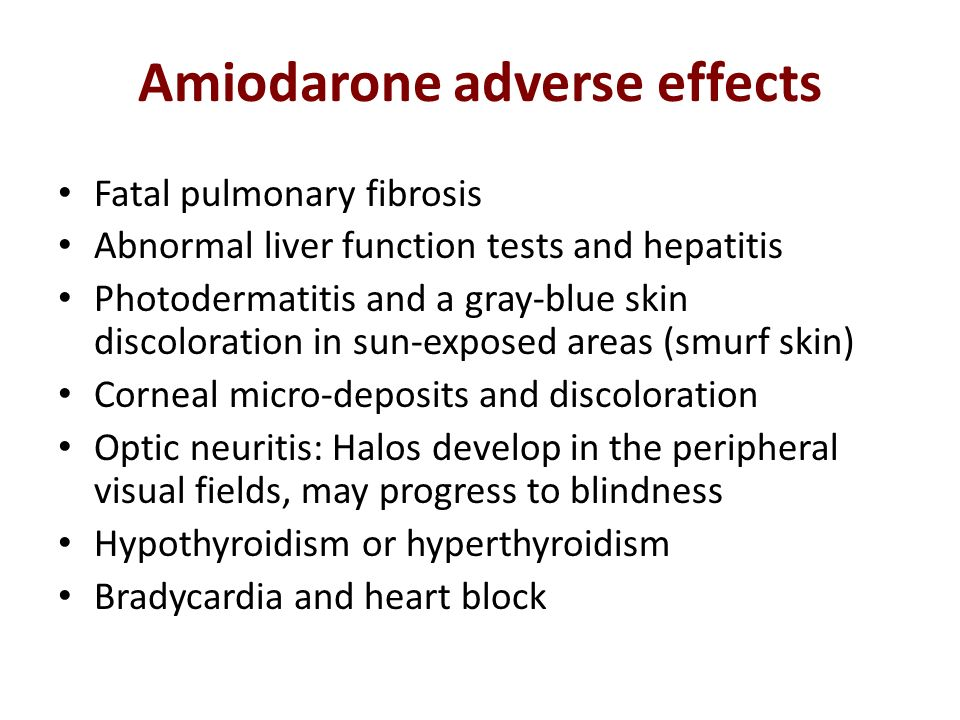 Amiodarone adverse effects
• Fatal pulmonary fibrosis
• Abnormal liver function tests and hepatitis
• Photodermatitis and a gray-blue skin
discoloration in sun-exposed areas (smurf skin)
• Corneal micro-deposits and discoloration
• Optic neuritis: Halos develop in the peripheral
visual fields, may progress to blindness
• Hypothyroidism or hyperthyroidism
• Bradycardia and heart block